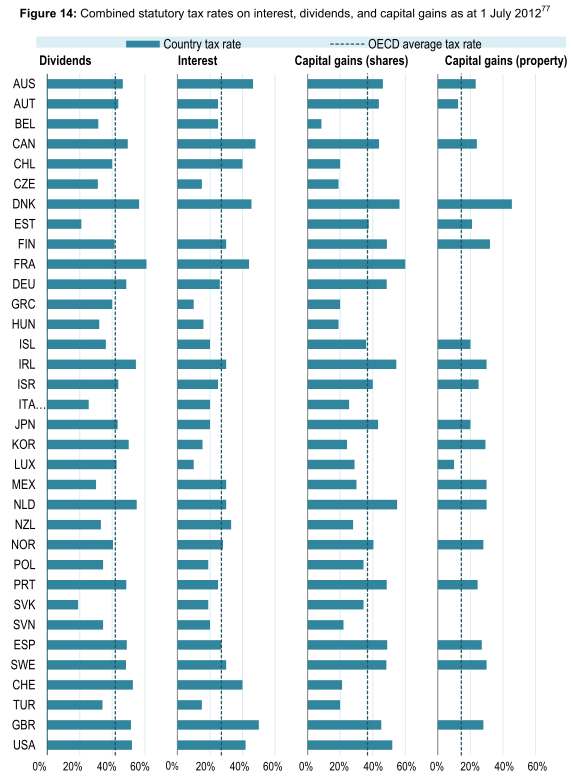 Figure 14: Combined statutory tax rates on interest, dividends, and capital gains as at 1 July 2012⁷⁷
Country tax rate OECD average tax rate
Dividends Interest Capital gains (shares) Capital gains (property)
AUS
AUT
BEL
CAN
CHL
CZE
DNK
EST
FIN
FRA
DEU
GRC
HUN
ISL
IRL
ISR
ITA...
JPN
KOR
LUX
MEX
NLD
NZL
NOR
POL
PRT
SVK
SVN
ESP
SWE
CHE
TUR
GBR
USA
0% 20% 40% 60% 0% 20% 40% 60% 0% 20% 40% 60% 0% 20% 40% 60%